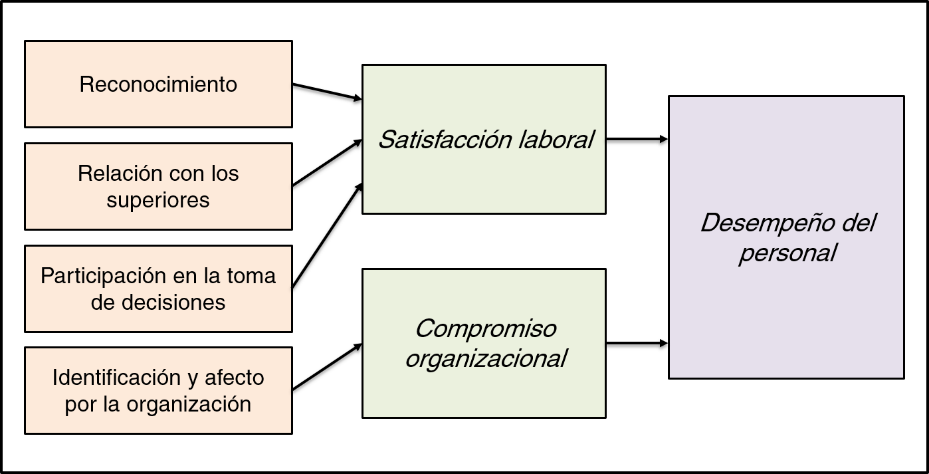 Reconocimiento
Relación con los
superiores
Participación en la toma
de decisiones
Identificación y afecto
por la organización
Satisfacción laboral
Compromiso
organizacional
Desempeño del
personal